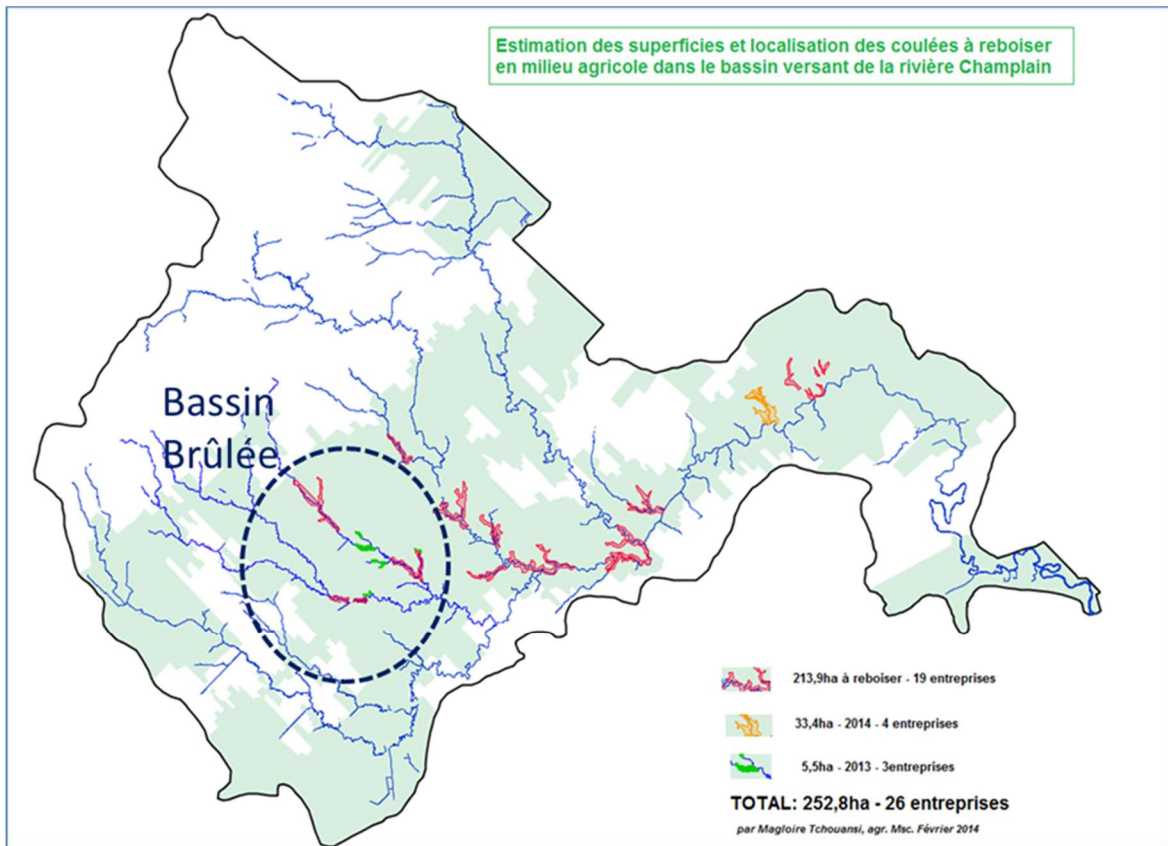 Estimation des superficies et localisation des coulées à reboiser
en milieu agricole dans le bassin versant de la rivière Champlain
Bassin
Brûlée
213,9ha à reboiser - 19 entreprises
33,4ha - 2014 - 4 entreprises
5,5ha - 2013 - 3entreprises
TOTAL: 252,8ha - 26 entreprises
par Magloire Tchouansi, agr. Msc. Février 2014